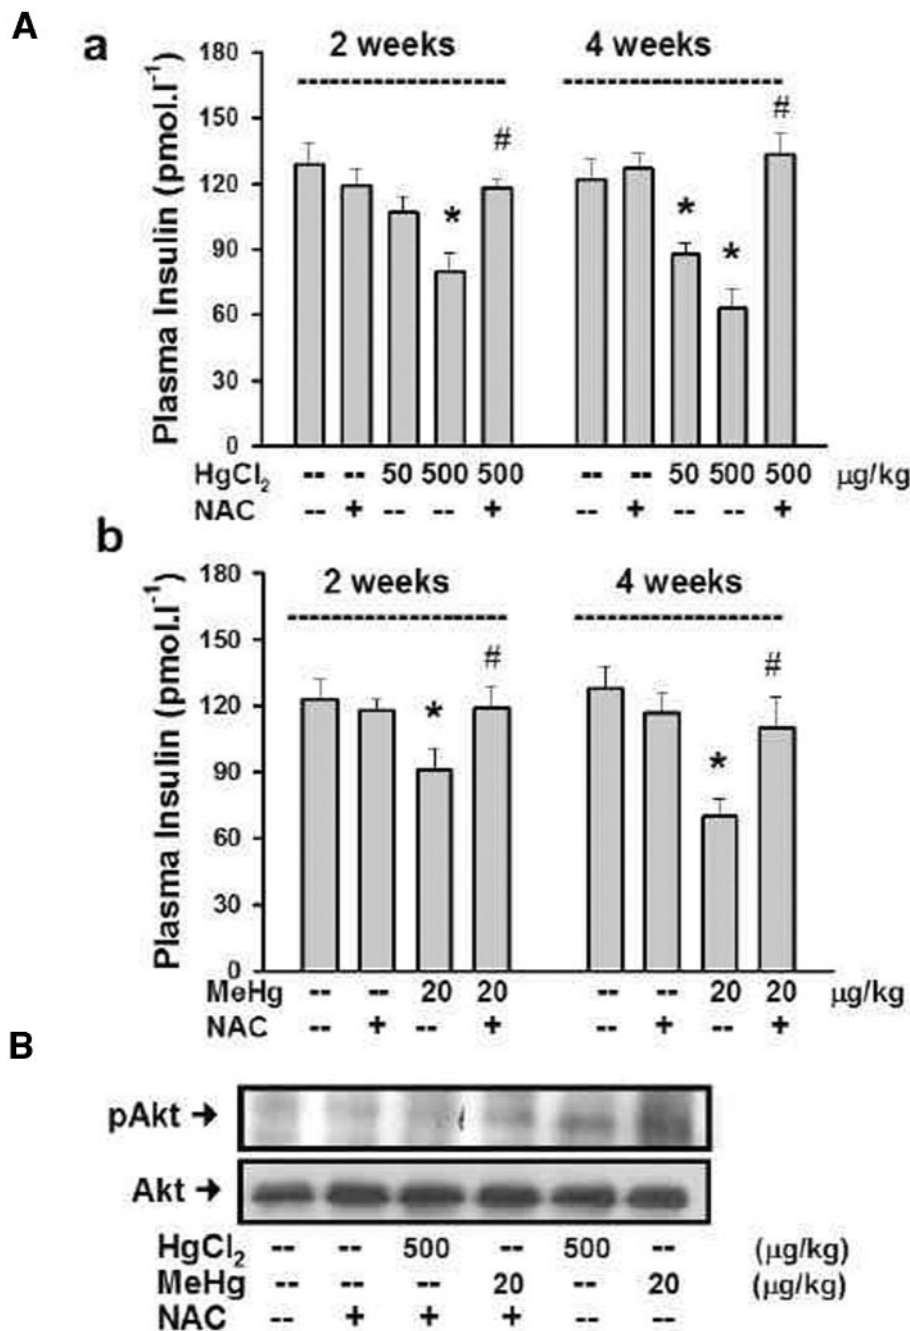 A
a
2 weeks 4 weeks
Plasma Insulin (pmol.l⁻¹)
180
150
120
90
60
30
0
# #
* * *
HgCl₂ -- -- 50 500 500 -- -- 50 500 500 μg/kg
NAC -- + -- -- + -- + -- -- +
b
2 weeks 4 weeks
Plasma Insulin (pmol.l⁻¹)
180
150
120
90
60
30
0
# #
* *
MeHg -- -- 20 20 -- -- 20 20 μg/kg
NAC -- + -- + -- + -- +
B
pAkt →
Akt →
HgCl₂ -- -- 500 -- 500 -- (μg/kg)
MeHg -- -- -- 20 -- 20 (μg/kg)
NAC -- + + + -- --